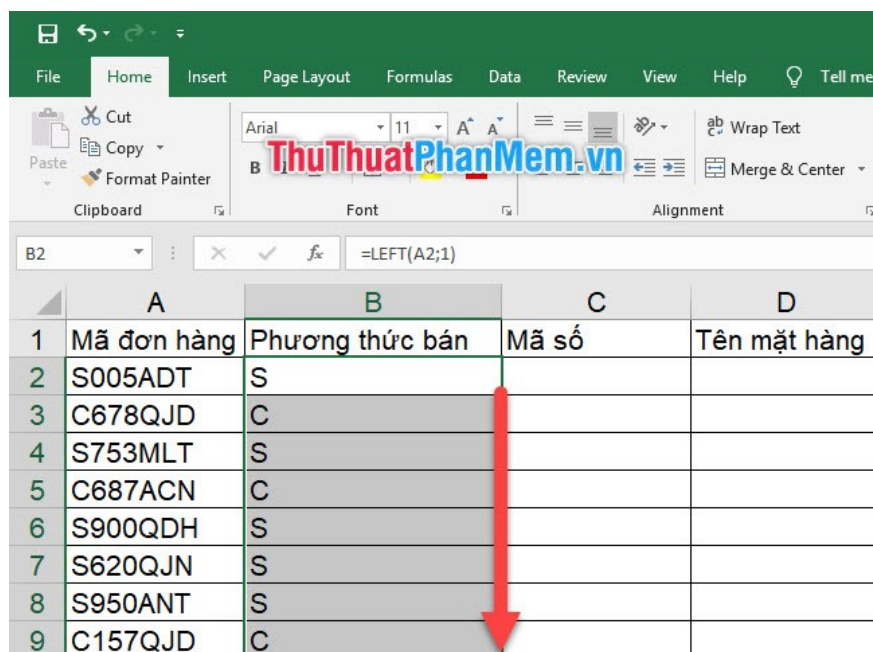 File Home Insert Page Layout Formulas Data Review View Help Tell me
Cut
Arial 11 A A ab Wrap Text
Copy
Paste
ThuThuatPhanMem.vn
B Merge & Center
Format Painter
Clipboard Font Alignment
B2 fx =LEFT(A2;1)
A B C D
1 Mã đơn hàng Phương thức bán Mã số Tên mặt hàng
2 S005ADT S
3 C678QJD C
4 S753MLT S
5 C687ACN C
6 S900QDH S
7 S620QJN S
8 S950ANT S
9 C157QJD C